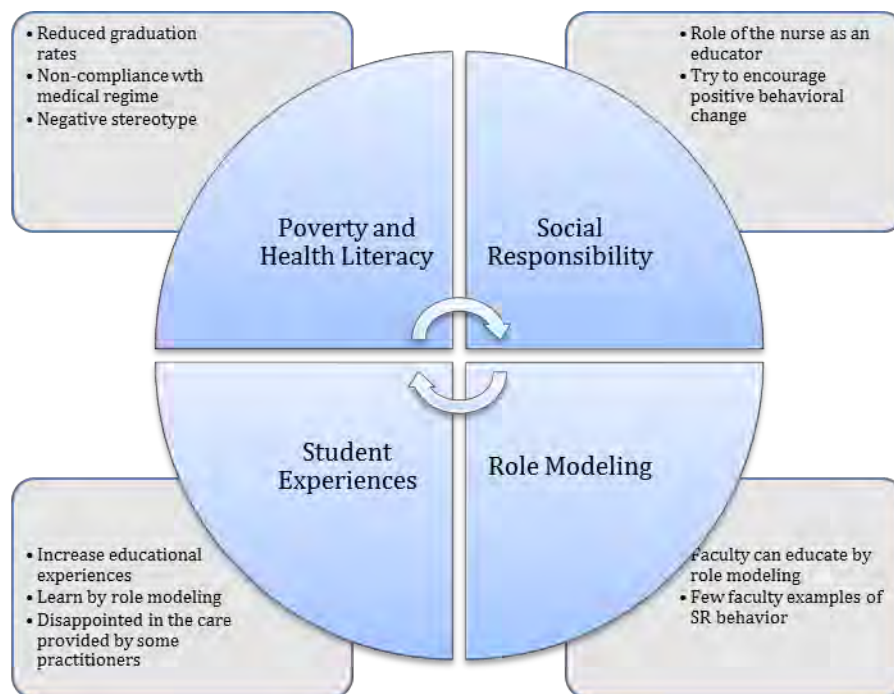 • Reduced graduation
rates
• Non-compliance wth
medical regime
• Negative stereotype
• Role of the nurse as an
educator
• Try to encourage
positive behavioral
change
Poverty and
Health Literacy
Social
Responsibility
Student
Experiences
Role Modeling
• Increase educational
experiences
• Learn by role modeling
• Disappointed in the care
provided by some
practitioners
Faculty can educate by
role modeling
• Few faculty examples of
SR behavior